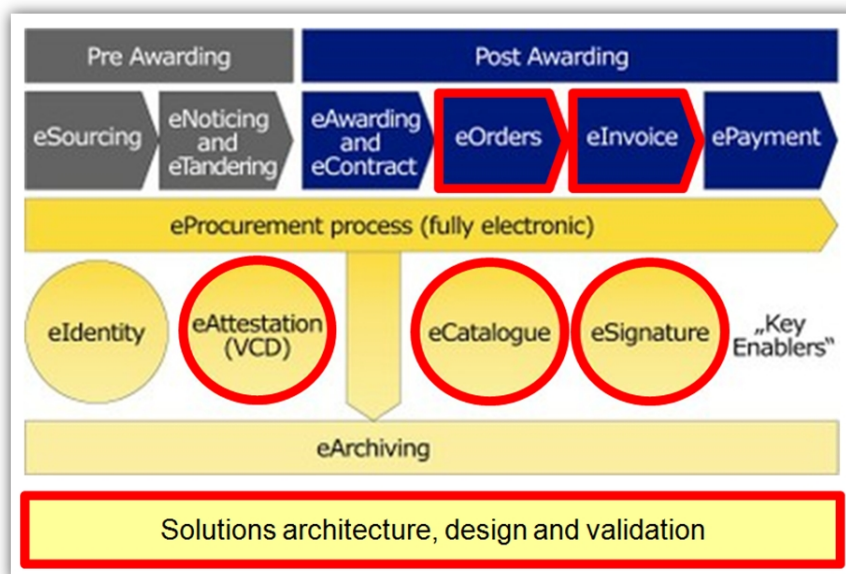 Pre Awarding
Post Awarding
eSourcing
eNoticing
and
eTandering
eAwarding
and
eContract
eOrders
eInvoice
ePayment
eProcurement process (fully electronic)
eIdentity
eAttestation
(VCD)
eCatalogue
eSignature
„Key
Enablers“
eArchiving
Solutions architecture, design and validation